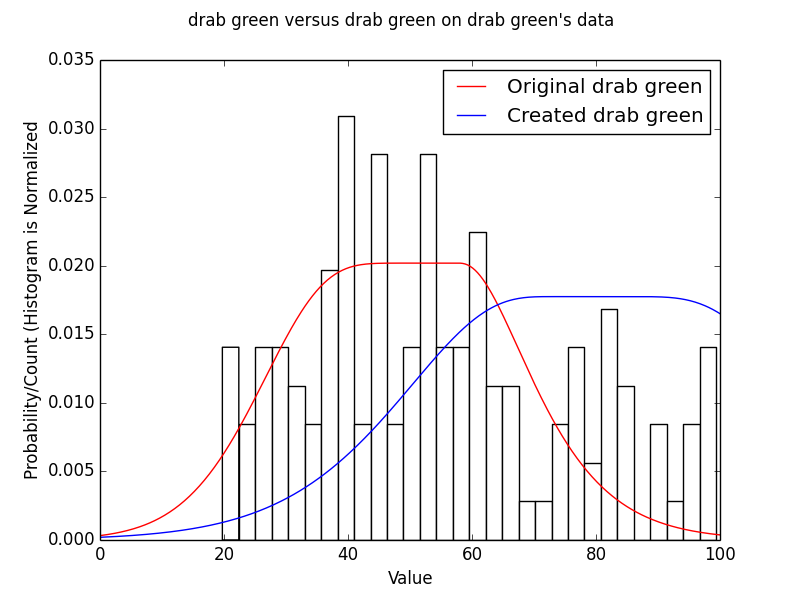 drab green versus drab green on drab green's data
Original drab green
Created drab green
Probability/Count (Histogram is Normalized
0.035
0.030
0.025
0.020
0.015
0.010
0.005
0.000
0 20 40 60 80 100
Value